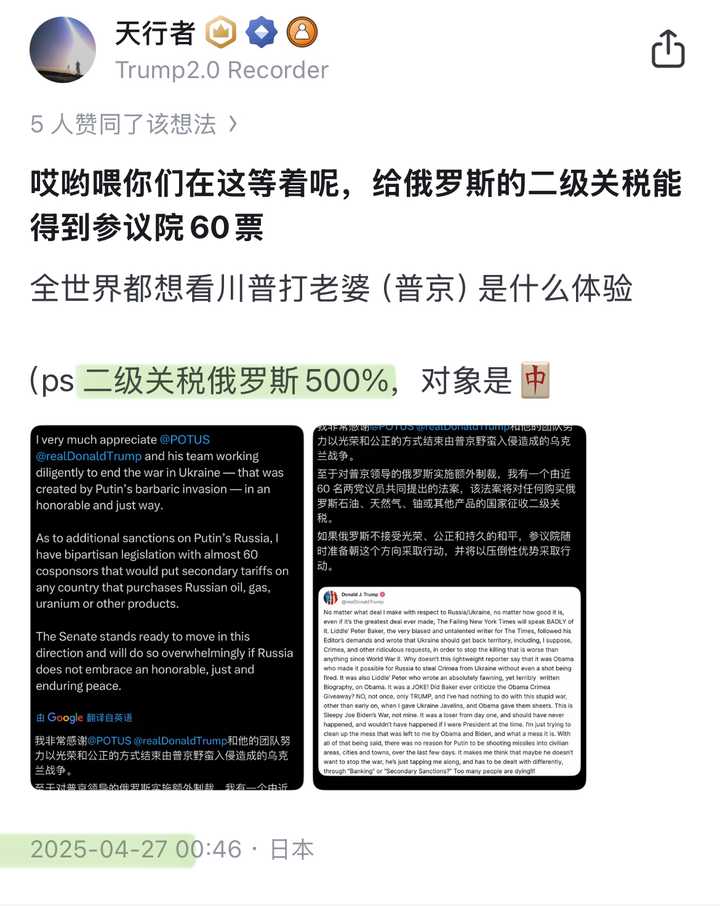 天行者
Trump2.0 Recorder
5 人赞同了该想法
哎哟喂你们在这等着呢，给俄罗斯的二级关税能
得到参议院60票
全世界都想看川普打老婆（普京）是什么体验
(ps 二级关税俄罗斯500%，对象是🀄
I very much appreciate @POTUS
@realDonaldTrump and his team working
diligently to end the war in Ukraine — that was
created by Putin's barbaric invasion — in an
honorable and just way.
As to additional sanctions on Putin's Russia, I
have bipartisan legislation with almost 60
cosponsors that would put secondary tariffs on
any country that purchases Russian oil, gas,
uranium or other products.
The Senate stands ready to move in this
direction and will do so overwhelmingly if Russia
does not embrace an honorable, just and
enduring peace.
由 Google 翻译自英语
我非常感谢@POTUS @realDonaldTrump和他的团队努
力以光荣和公正的方式结束由普京野蛮入侵造成的乌克
兰战争。
至于对普京领导的俄罗斯实施额外制裁，我有一个由近
我非常感谢@POTUS @realDonaldTrump和他的团队努
力以光荣和公正的方式结束由普京野蛮入侵造成的乌克
兰战争。
至于对普京领导的俄罗斯实施额外制裁，我有一个由近
60 名两党议员共同提出的法案，该法案将对任何购买俄
罗斯石油、天然气、铀或其他产品的国家征收二级关
税。
如果俄罗斯不接受光荣、公正和持久的和平，参议院随
时准备朝这个方向采取行动，并将以压倒性优势采取行
动。
Donald J. Trump
@realDonaldTrump
No matter what deal I make with respect to Russia/Ukraine, no matter how good it is,
even if it's the greatest deal ever made, The Failing New York Times will speak BADLY of
it. Liddle' Peter Baker, the very biased and untalented writer for The Times, followed his
Editor's demands and wrote that Ukraine should get back territory, including, I suppose,
Crimea, and other ridiculous requests, in order to stop the killing that is worse than
anything since World War II. Why doesn't this lightweight reporter say that it was Obama
who made it possible for Russia to steal Crimea from Ukraine without even a shot being
fired. It was also Liddle' Peter who wrote an absolutely fawning, yet terribly written
Biography, on Obama. It was a JOKE! Did Baker ever criticize the Obama Crimea
Giveaway? NO, not once, only TRUMP, and I've had nothing to do with this stupid war,
other than early on, when I gave Ukraine Javelins, and Obama gave them sheets. This is
Sleepy Joe Biden's War, not mine. It was a loser from day one, and should have never
happened, and wouldn't have happened if I were President at the time. I'm just trying to
clean up the mess that was left to me by Obama and Biden, and what a mess it is. With
all of that being said, there was no reason for Putin to be shooting missiles into civilian
areas, cities and towns, over the last few days. It makes me think that maybe he doesn't
want to stop the war, he's just tapping me along, and has to be dealt with differently,
through "Banking" or "Secondary Sanctions?" Too many people are dying!!!
2025-04-27 00:46 · 日本